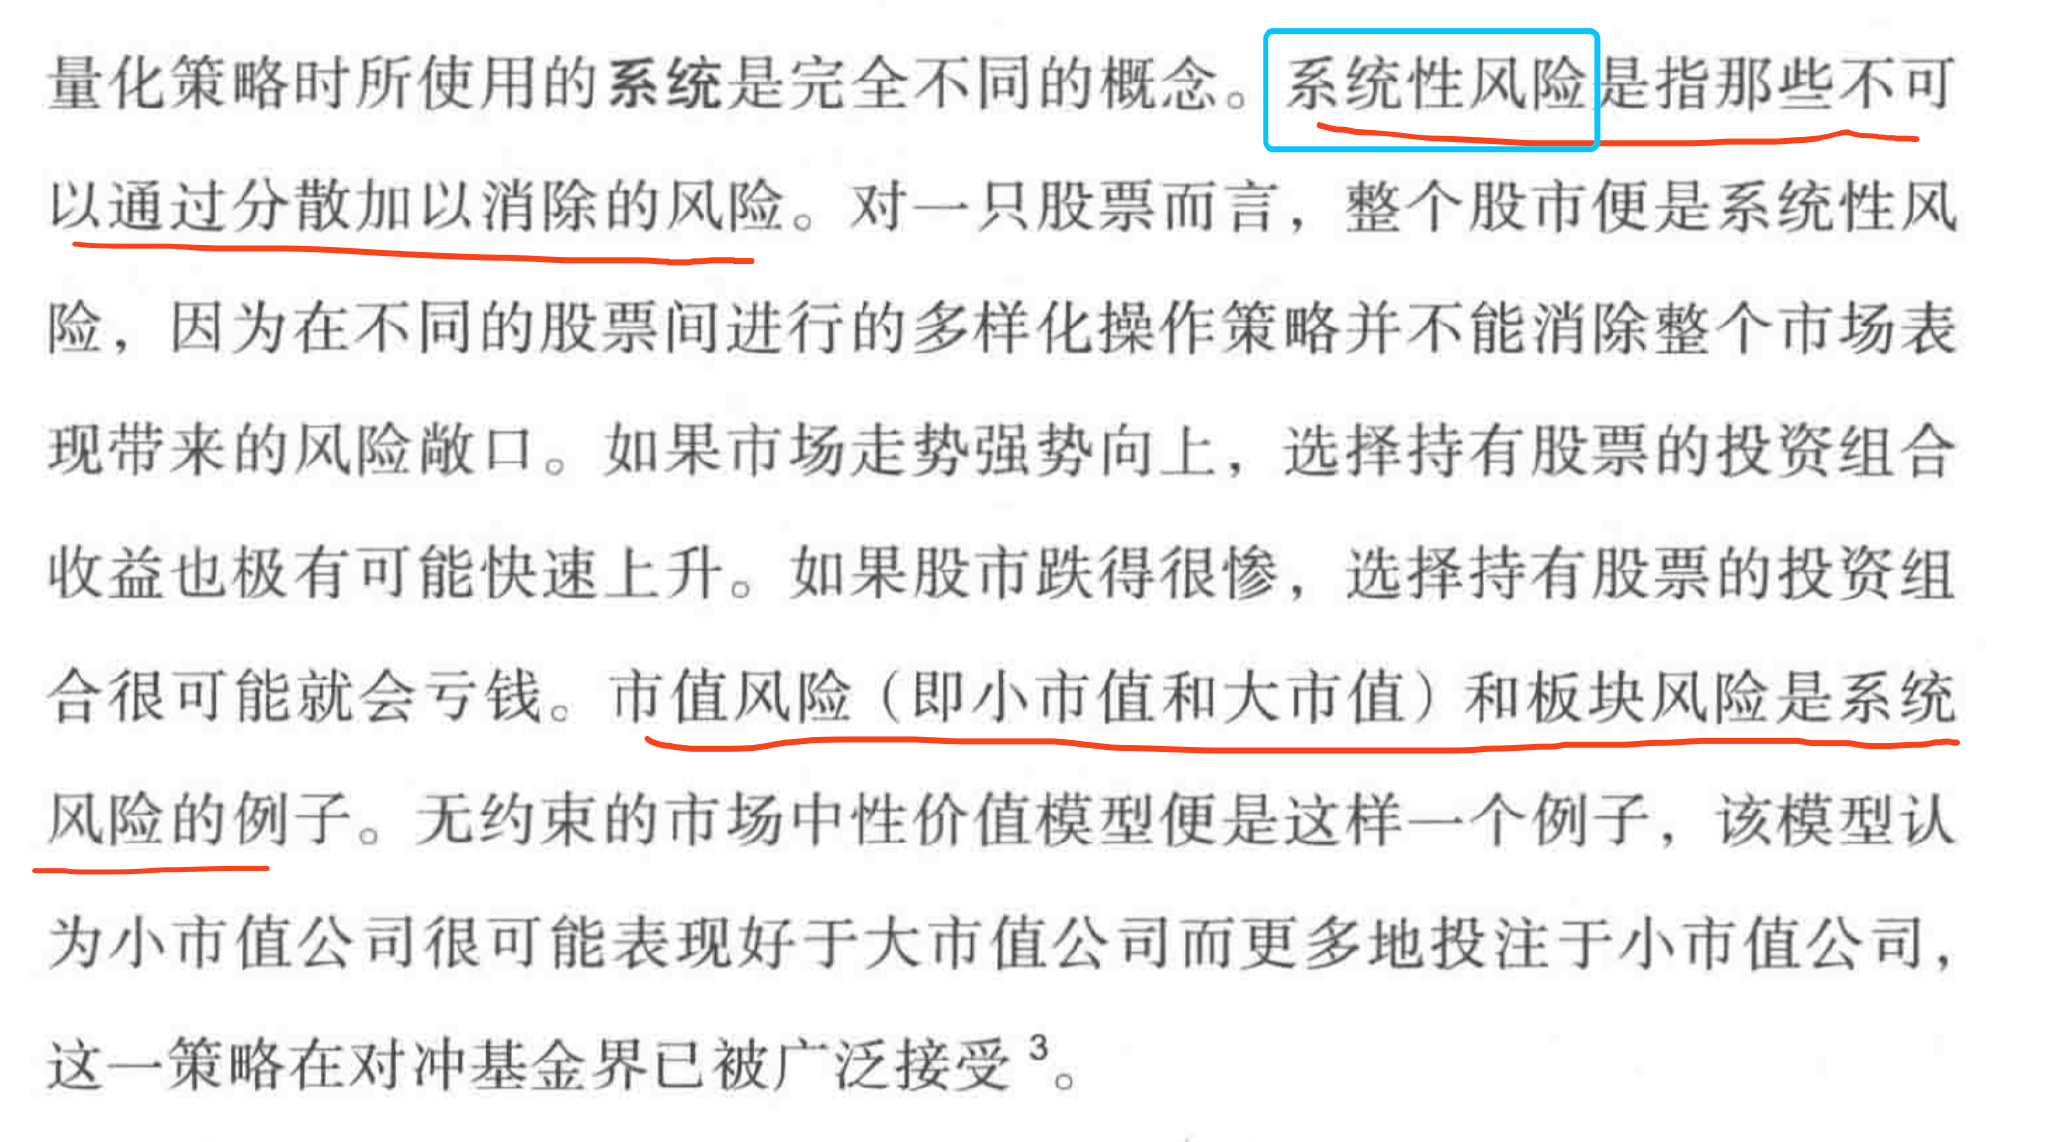 量化策略时所使用的系统是完全不同的概念。系统性风险是指那些不可
以通过分散加以消除的风险。对一只股票而言，整个股市便是系统性风
险，因为在不同的股票间进行的多样化操作策略并不能消除整个市场表
现带来的风险敞口。如果市场走势强势向上，选择持有股票的投资组合
收益也极有可能快速上升。如果股市跌得很惨，选择持有股票的投资组
合很可能就会亏钱。市值风险（即小市值和大市值）和板块风险是系统
风险的例子。无约束的市场中性价值模型便是这样一个例子，该模型认
为小市值公司很可能表现好于大市值公司而更多地投注于小市值公司，
这一策略在对冲基金界已被广泛接受3。